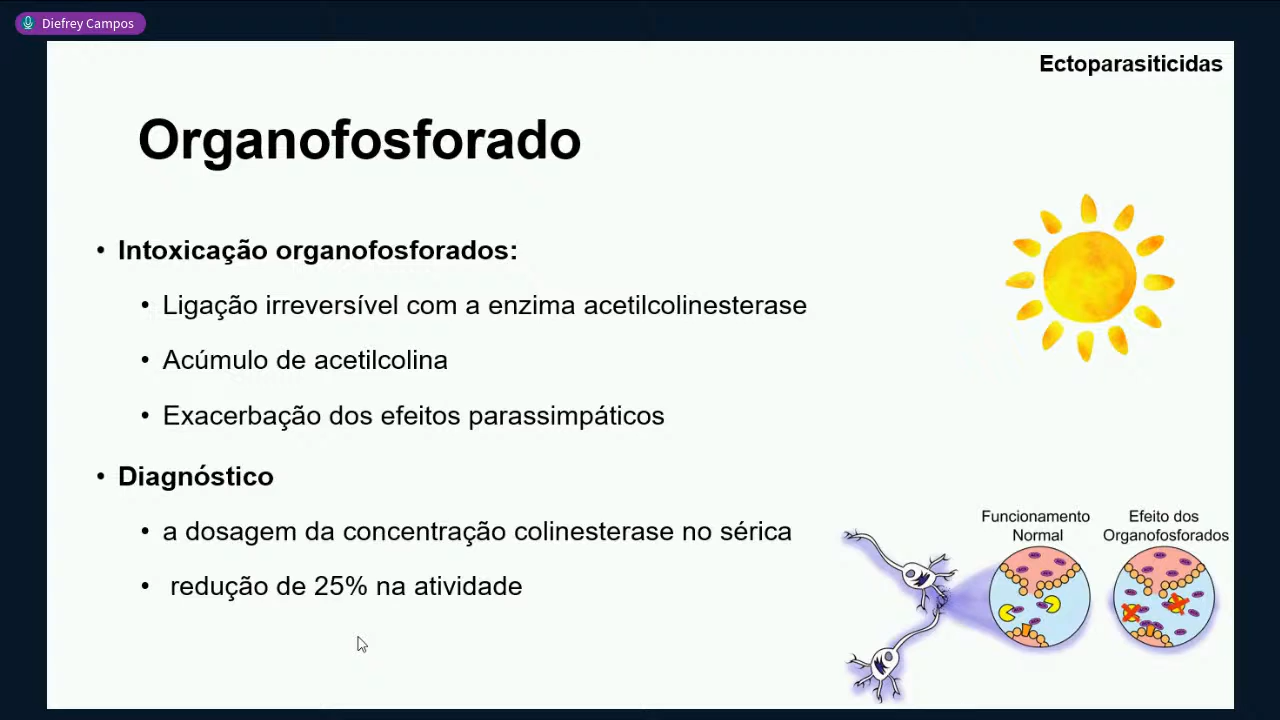 Diefrey Campos
Ectoparasiticidas
Organofosforado
• Intoxicação organofosforados:
• Ligação irreversível com a enzima acetilcolinesterase
• Acúmulo de acetilcolina
• Exacerbação dos efeitos parassimpáticos
• Diagnóstico
• a dosagem da concentração colinesterase no sérica
• redução de 25% na atividade
Funcionamento
Normal
Efeito dos
Organofosforados